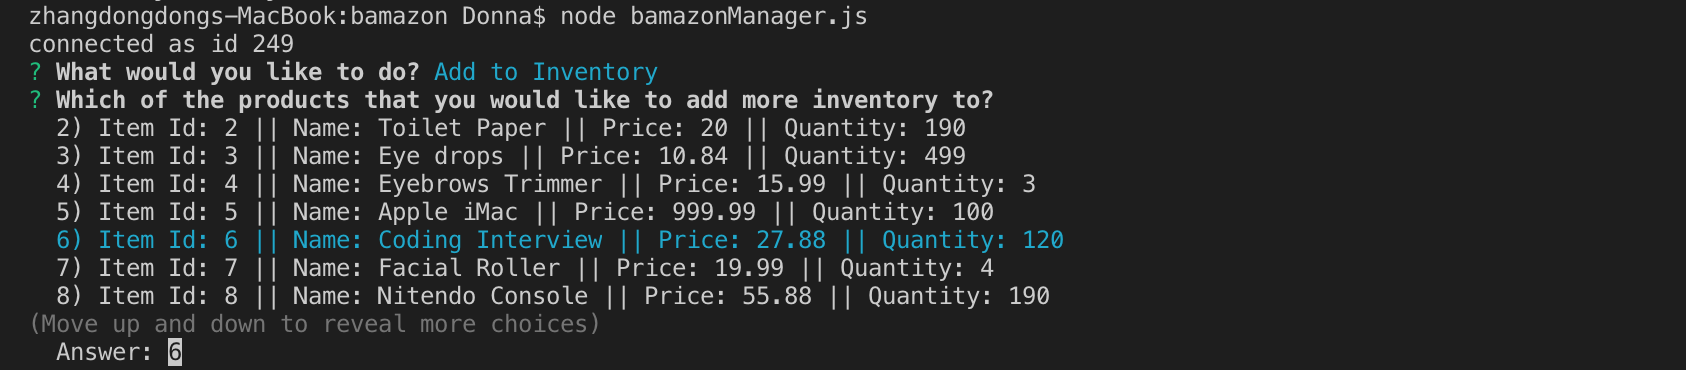 zhangdongdongs-MacBook:bamazon Donna$ node bamazonManager.js
connected as id 249
? What would you like to do? Add to Inventory
? Which of the products that you would like to add more inventory to?
2) Item Id: 2 || Name: Toilet Paper || Price: 20 || Quantity: 190
3) Item Id: 3 || Name: Eye drops || Price: 10.84 || Quantity: 499
4) Item Id: 4 || Name: Eyebrows Trimmer || Price: 15.99 || Quantity: 3
5) Item Id: 5 || Name: Apple iMac || Price: 999.99 || Quantity: 100
6) Item Id: 6 || Name: Coding Interview || Price: 27.88 || Quantity: 120
7) Item Id: 7 || Name: Facial Roller || Price: 19.99 || Quantity: 4
8) Item Id: 8 || Name: Nitendo Console || Price: 55.88 || Quantity: 190
(Move up and down to reveal more choices)
Answer: 6